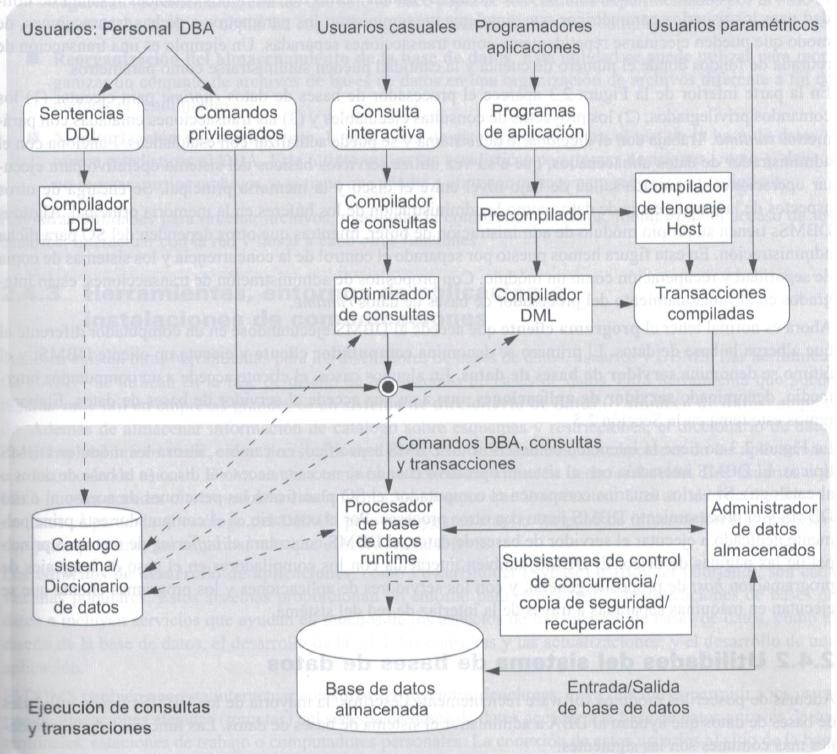 Usuarios: Personal DBA
Usuarios casuales
Programadores
aplicaciones
Usuarios paramétricos
Sentencias
DDL
Comandos
privilegiados
Consulta
interactiva
Programas
de aplicación
Compilador
DDL
Compilador
de consultas
Precompilador
Compilador
de lenguaje
Host
Optimizador
de consultas
Compilador
DML
Transacciones
compiladas
Comandos DBA, consultas
y transacciones
Catálogo
sistema/
diccionario
de datos
Procesador
de base
de datos
runtime
Subsistemas de control
de concurrencia/
copia de seguridad/
recuperación
Administrador
de datos
almacenados
Base de datos
almacenada
Entrada/Salida
de base de datos
Ejecución de consultas
y transacciones